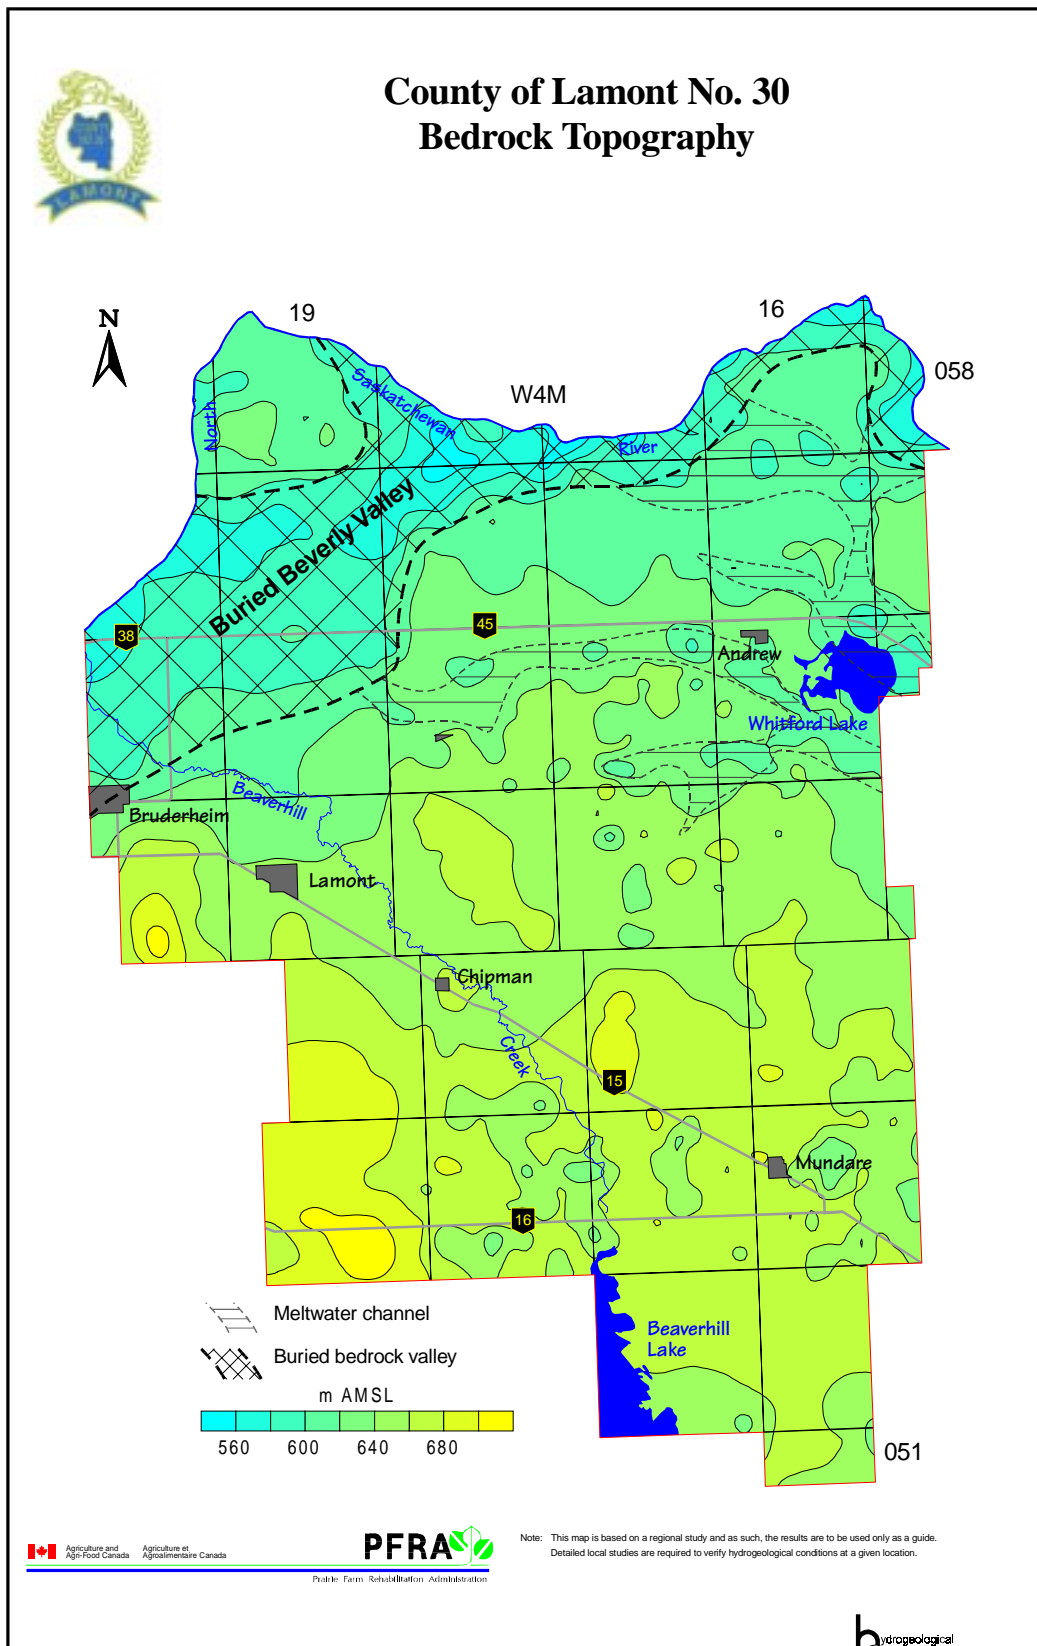 County of Lamont No. 30
Bedrock Topography
LAMONT
N
19
16
W4M
058
North
Saskatchewan
River
Buried Beverly Valley
38
45
Andrew
Whitford Lake
Beaverhill
Bruderheim
Lamont
Chipman
Creek
15
Mundare
16
Beaverhill
Lake
051
Meltwater channel
Buried bedrock valley
m AMSL
560 600 640 680
Agriculture and
Agri-Food Canada
Agriculture et
Agroalimentaire Canada
PFRA
Prairie Farm Rehabilitation Administration
Note: This map is based on a regional study and as such, the results are to be used only as a guide.
Detailed local studies are required to verify hydrogeological conditions at a given location.
hydrogeological